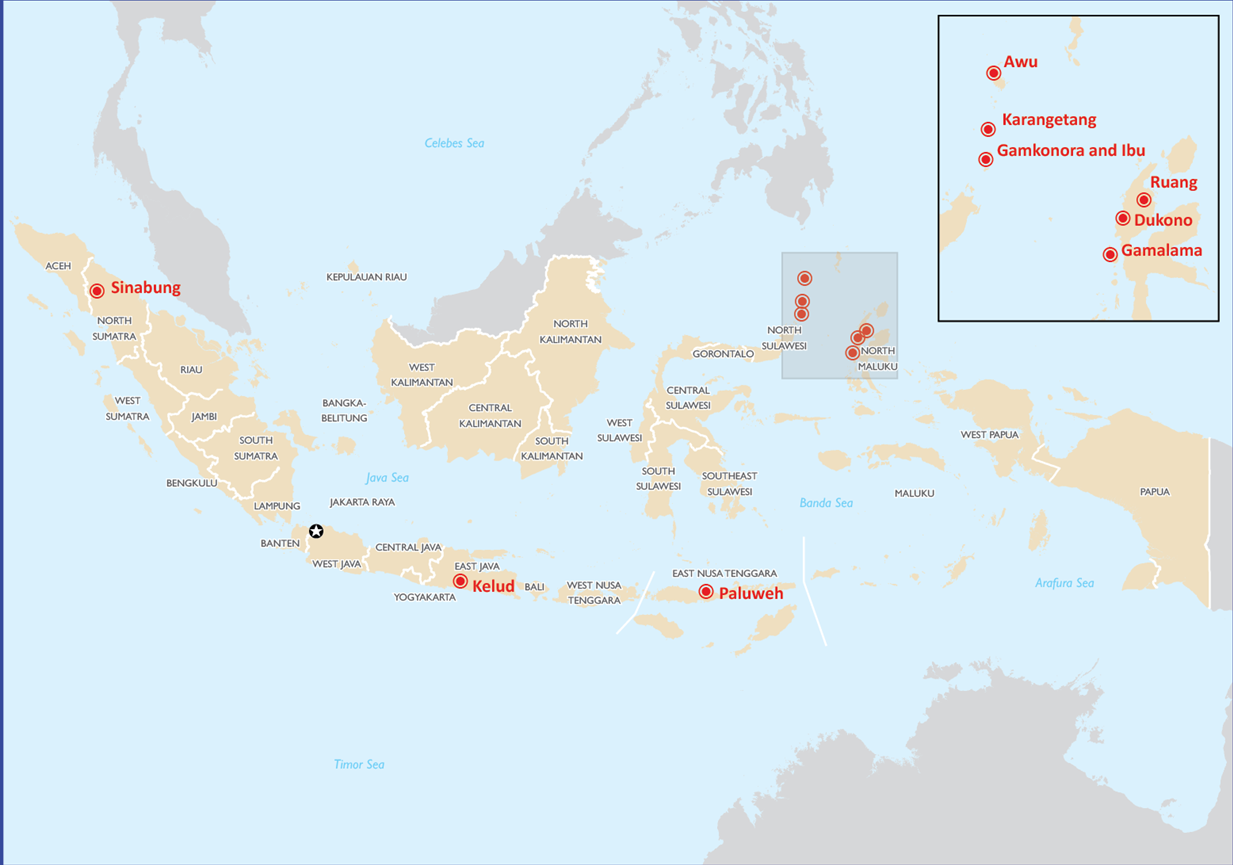 Awu
Karangetang
Gamkonora and Ibu
Ruang
Dukono
Gamalama
Celebes Sea
ACEH
Sinabung
KEPULAUAN RIAU
NORTH
SUMATRA
NORTH
KALIMANTAN
NORTH
SULAWESI
GORONTALO
NORTH
MALUKU
RIAU
WEST
KALIMANTAN
CENTRAL
SULAWESI
WEST
SUMATRA
JAMBI
BANGKA-
BELITUNG
CENTRAL
KALIMANTAN
WEST
SULAWESI
WEST PAPUA
SOUTH
SUMATRA
SOUTH
KALIMANTAN
BENGKULU
Java Sea
SOUTH
SULAWESI
SOUTHEAST
SULAWESI
MALUKU
PAPUA
LAMPUNG
JAKARTA RAYA
Banda Sea
BANTEN
WEST JAVA
CENTRAL JAVA
EAST JAVA
YOGYAKARTA
Kelud
BALI
WEST NUSA
TENGGARA
EAST NUSA TENGGARA
Paluweh
Arafura Sea
Timor Sea